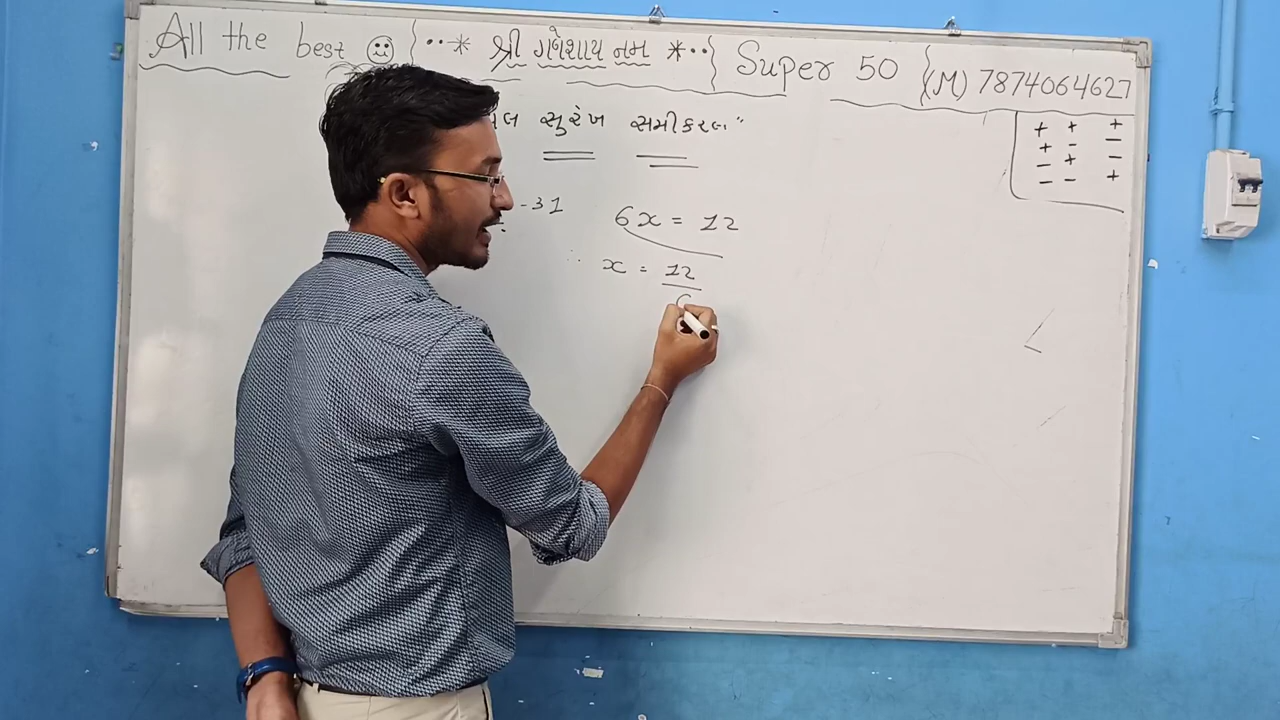 All the best ☺ {··* શ્રી ગણેશાય નમ *··} Super 50 {(M) 7874064627
સુરેખ સમીકરણ"
+ + +
+ - -
- + -
- - +
-31
6x = 12
∴ x = 12/6